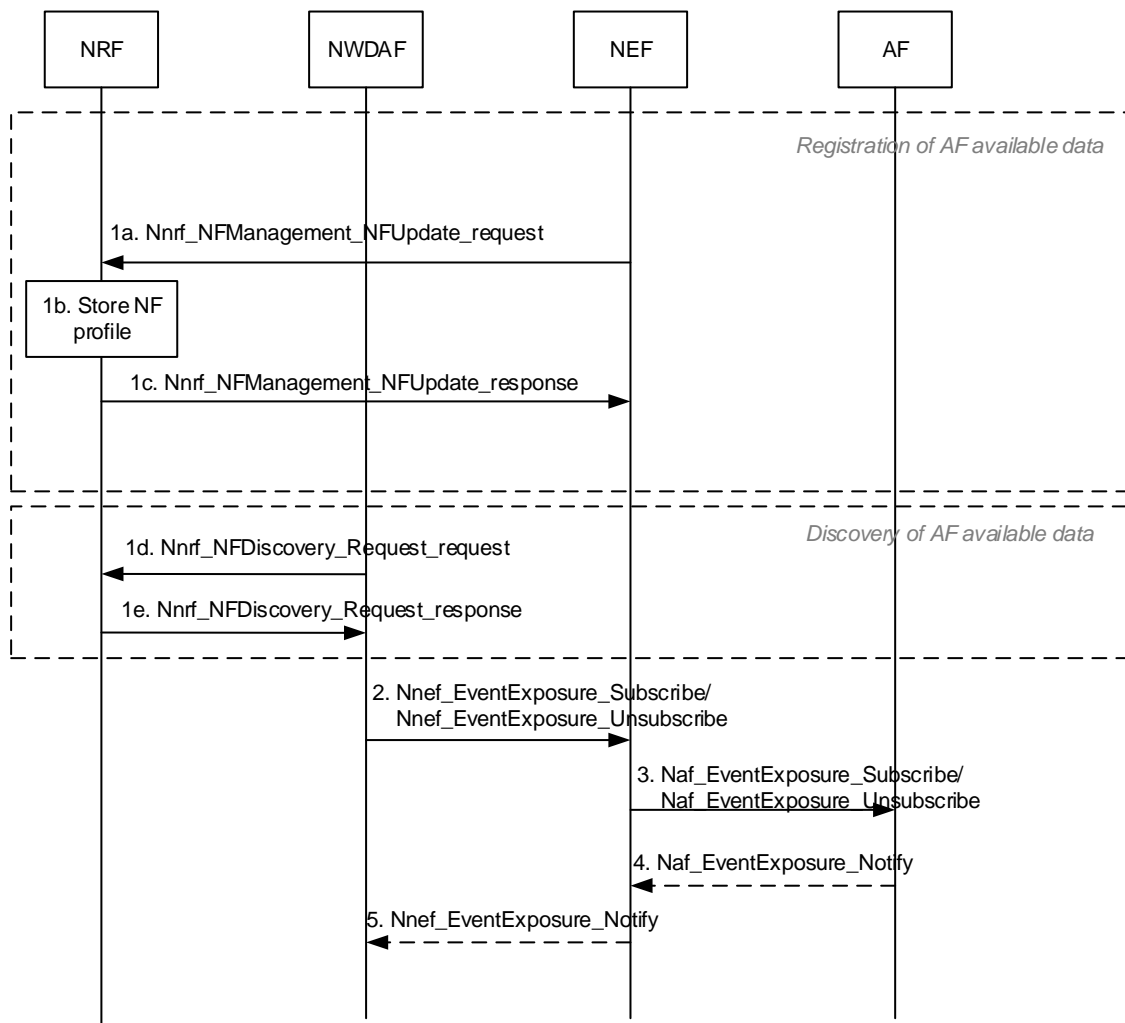 NRF
NWDAF
NEF
AF
Registration of AF available data
1a. Nnrf_NFManagement_NFUpdate_request
1b. Store NF
profile
1c. Nnrf_NFManagement_NFUpdate_response
Discovery of AF available data
1d. Nnrf_NFDiscovery_Request_request
1e. Nnrf_NFDiscovery_Request_response
2. Nnef_EventExposure_Subscribe/
Nnef_EventExposure_Unsubscribe
3. Naf_EventExposure_Subscribe/
Naf_EventExposure_Unsubscribe
4. Naf_EventExposure_Notify
5. Nnef_EventExposure_Notify